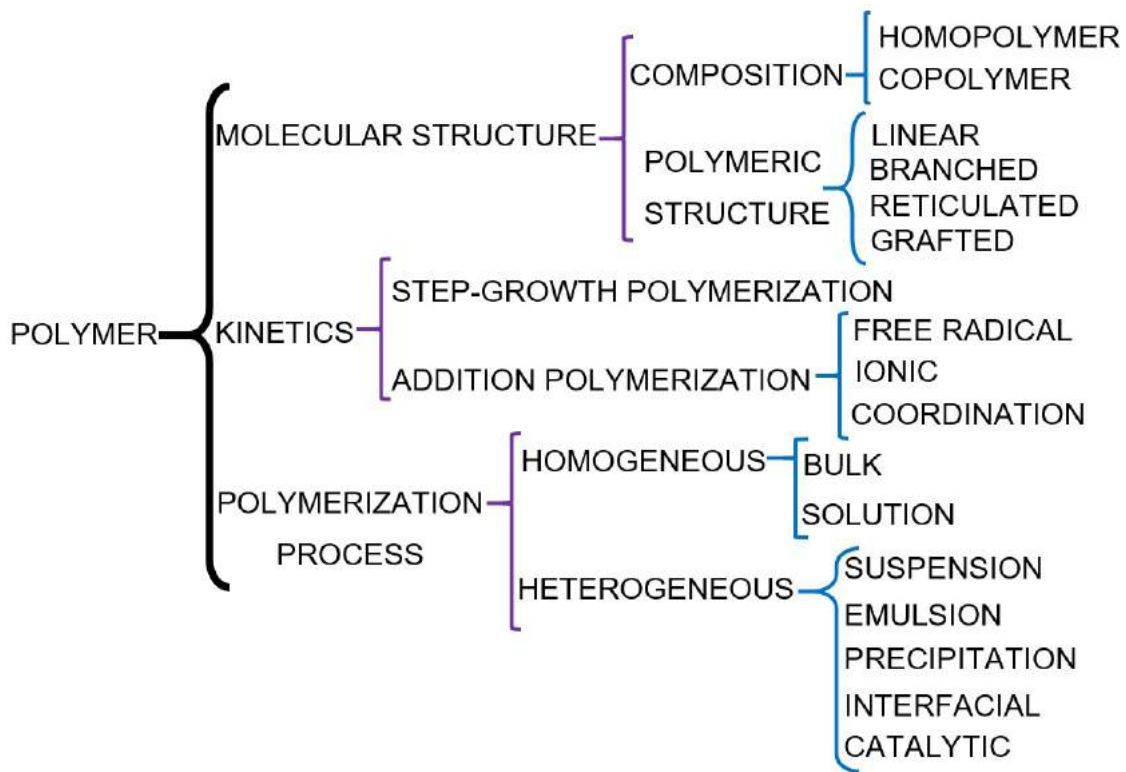 POLYMER
MOLECULAR STRUCTURE
COMPOSITION
HOMOPOLYMER
COPOLYMER
POLYMERIC
STRUCTURE
LINEAR
BRANCHED
RETICULATED
GRAFTED
KINETICS
STEP-GROWTH POLYMERIZATION
ADDITION POLYMERIZATION
FREE RADICAL
IONIC
COORDINATION
POLYMERIZATION
PROCESS
HOMOGENEOUS
BULK
SOLUTION
HETEROGENEOUS
SUSPENSION
EMULSION
PRECIPITATION
INTERFACIAL
CATALYTIC